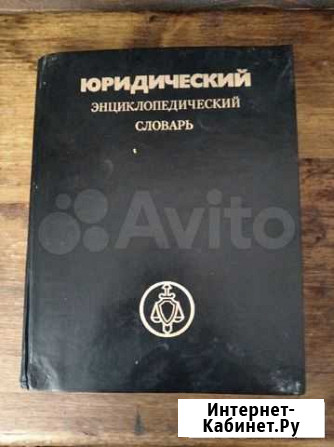 ЮРИДИЧЕСКИЙ
ЭНЦИКЛОПЕДИЧЕСКИЙ
СЛОВАРЬ
Avito
Интернет-
Кабинет.Ру